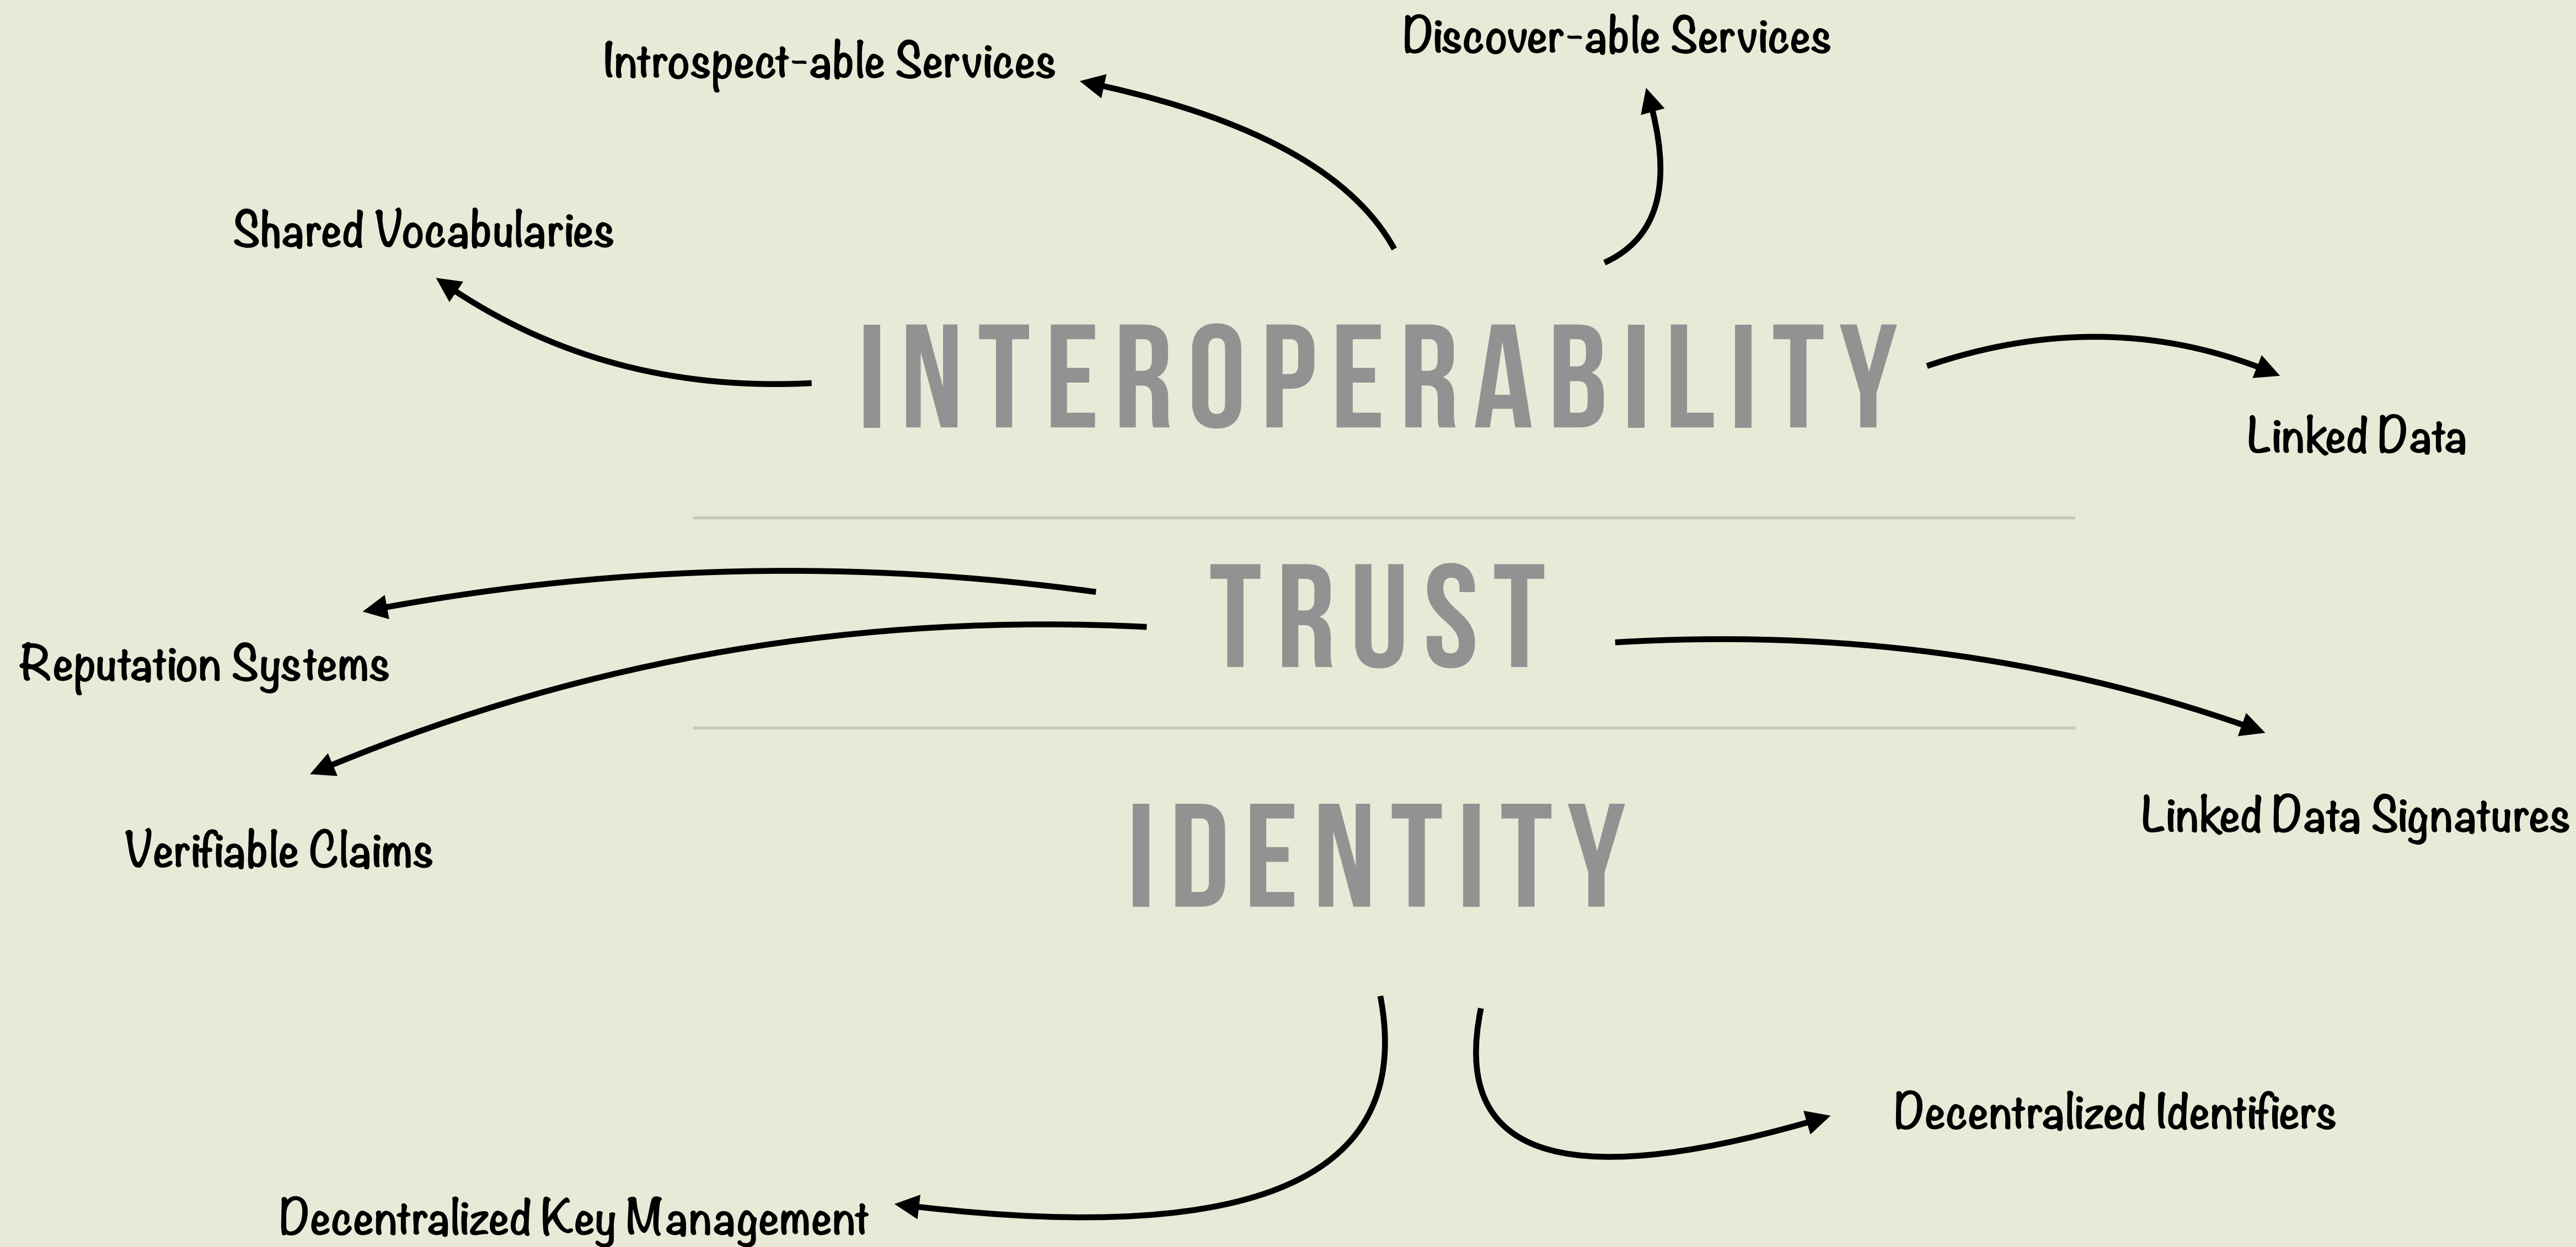 Discover-able Services
Introspect-able Services
Shared Vocabularies
INTEROPERABILITY
Linked Data
TRUST
Reputation Systems
Linked Data Signatures
Verifiable Claims
IDENTITY
Decentralized Identifiers
Decentralized Key Management